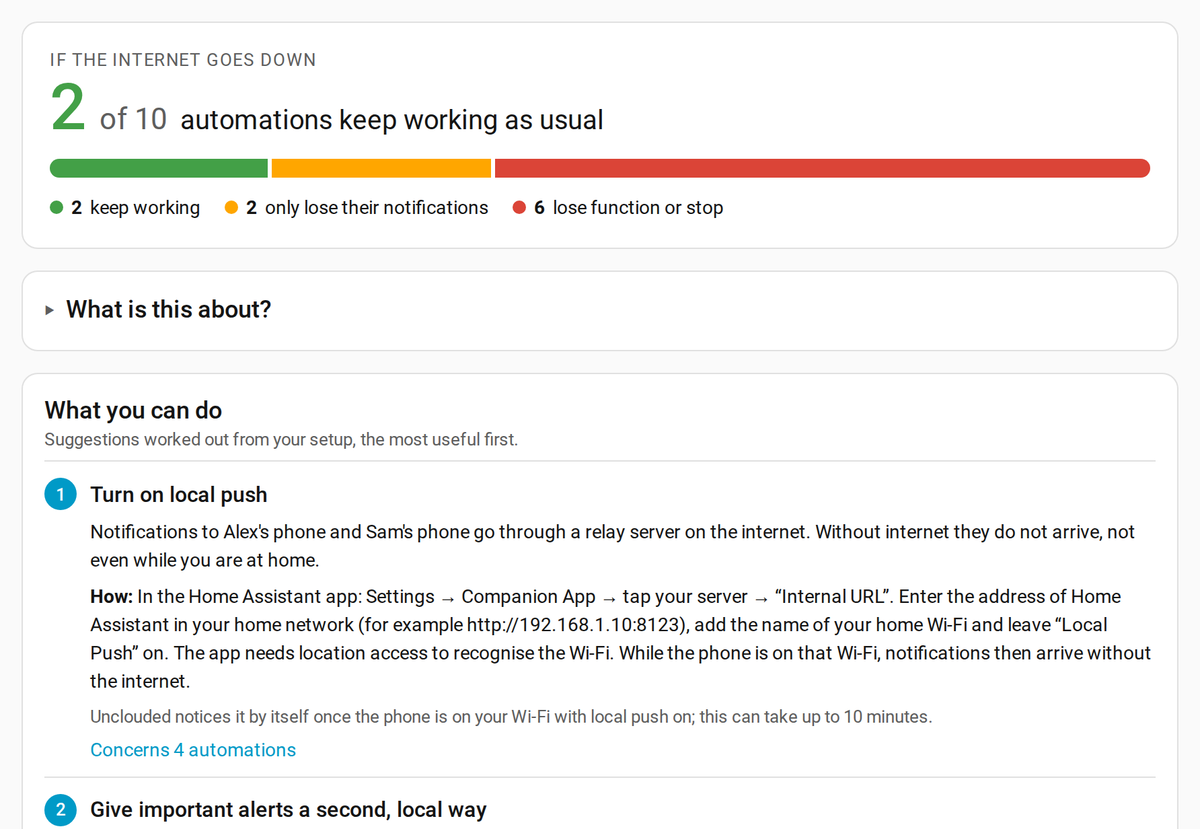 IF THE INTERNET GOES DOWN
2 of 10 automations keep working as usual
2 keep working 2 only lose their notifications 6 lose function or stop
▸ What is this about?
What you can do
Suggestions worked out from your setup, the most useful first.
1 Turn on local push
Notifications to Alex's phone and Sam's phone go through a relay server on the internet. Without internet they do not arrive, not
even while you are at home.
How: In the Home Assistant app: Settings → Companion App → tap your server → “Internal URL”. Enter the address of Home
Assistant in your home network (for example http://192.168.1.10:8123), add the name of your home Wi-Fi and leave “Local
Push” on. The app needs location access to recognise the Wi-Fi. While the phone is on that Wi-Fi, notifications then arrive without
the internet.
Unclouded notices it by itself once the phone is on your Wi-Fi with local push on; this can take up to 10 minutes.
Concerns 4 automations
2 Give important alerts a second, local way